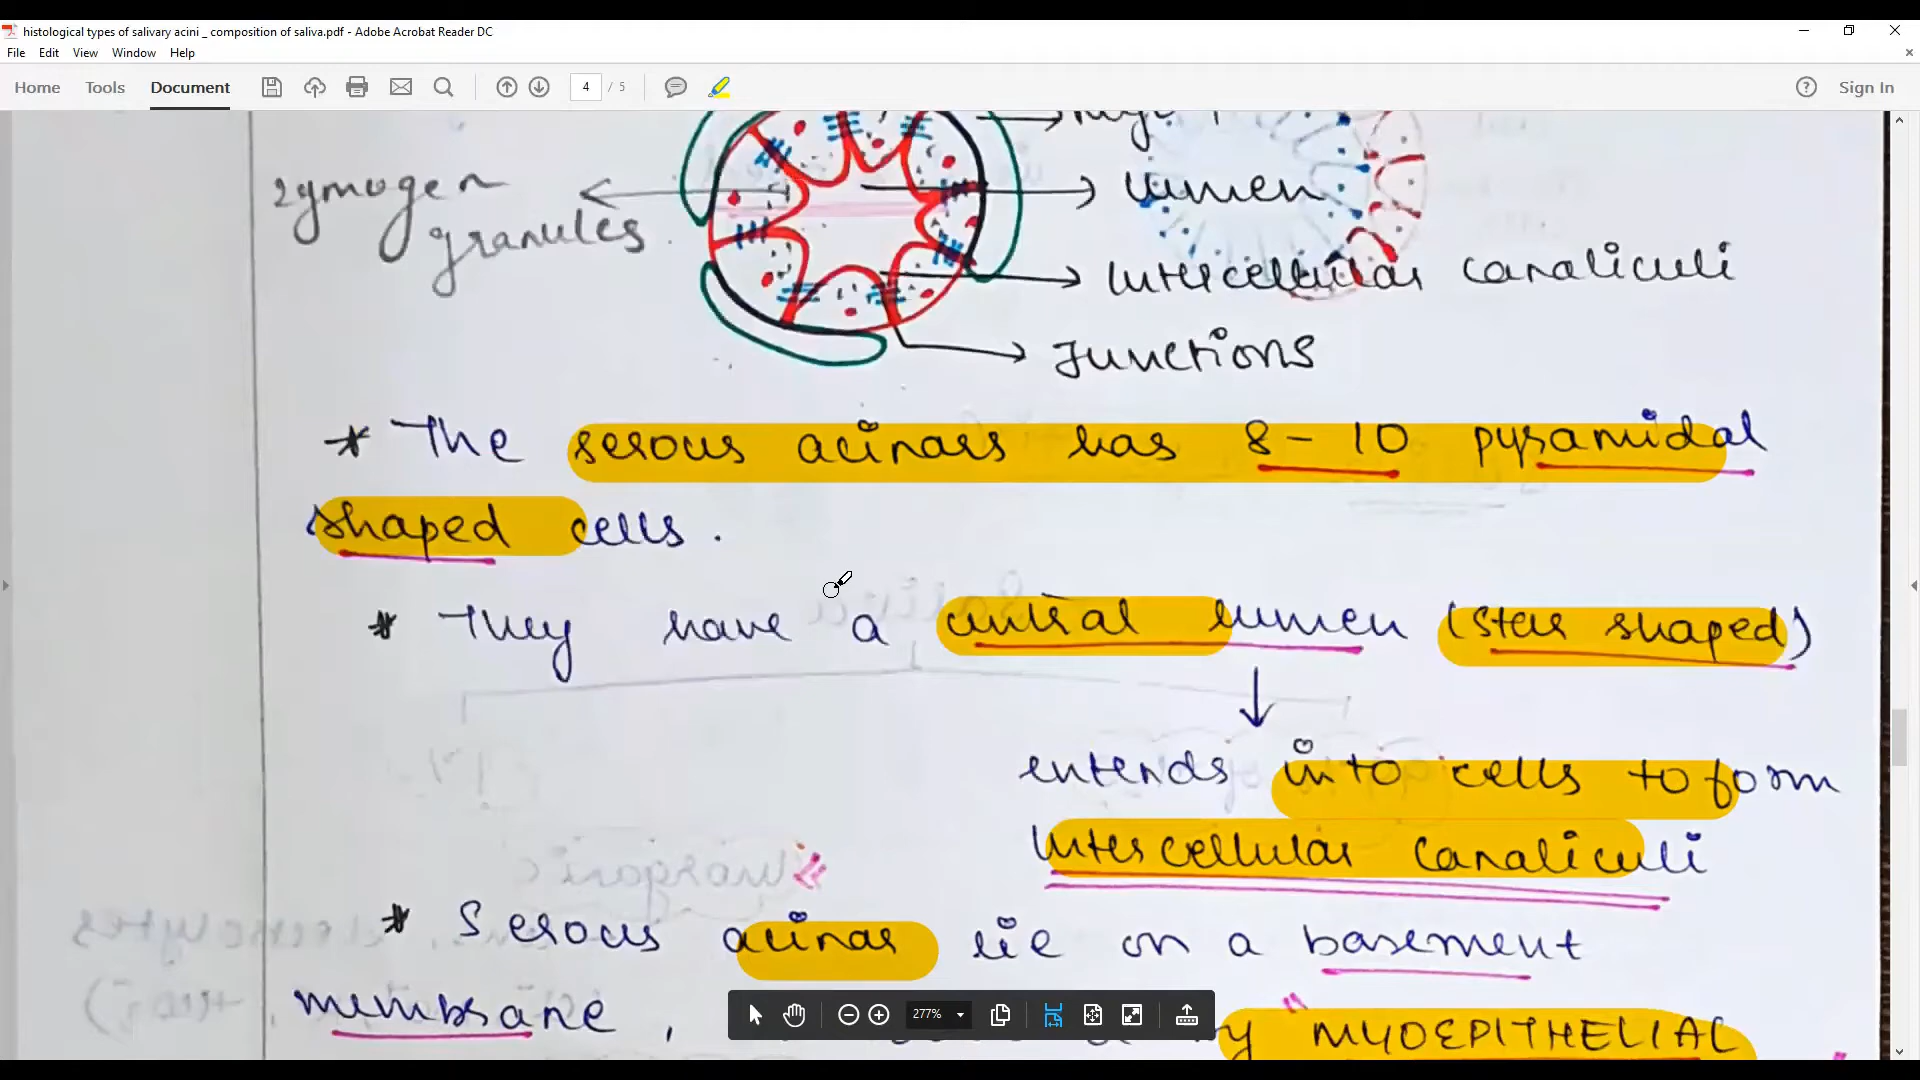 histological types of salivary acini _ composition of saliva.pdf - Adobe Acrobat Reader DC
File Edit View Window Help
Home Tools Document 4 / 5 Sign In
lumen
zymogen
granules
intercellular canaliculi
Junctions
* The serous acinars has 8 - 10 pyramidal
shaped cells.
* They have a central lumen (star shaped)
↓
extends into cells to form
intercellular canaliculi
* Serous acinar lie on a basement
membrane,
277%
MYOEPITHELIAL